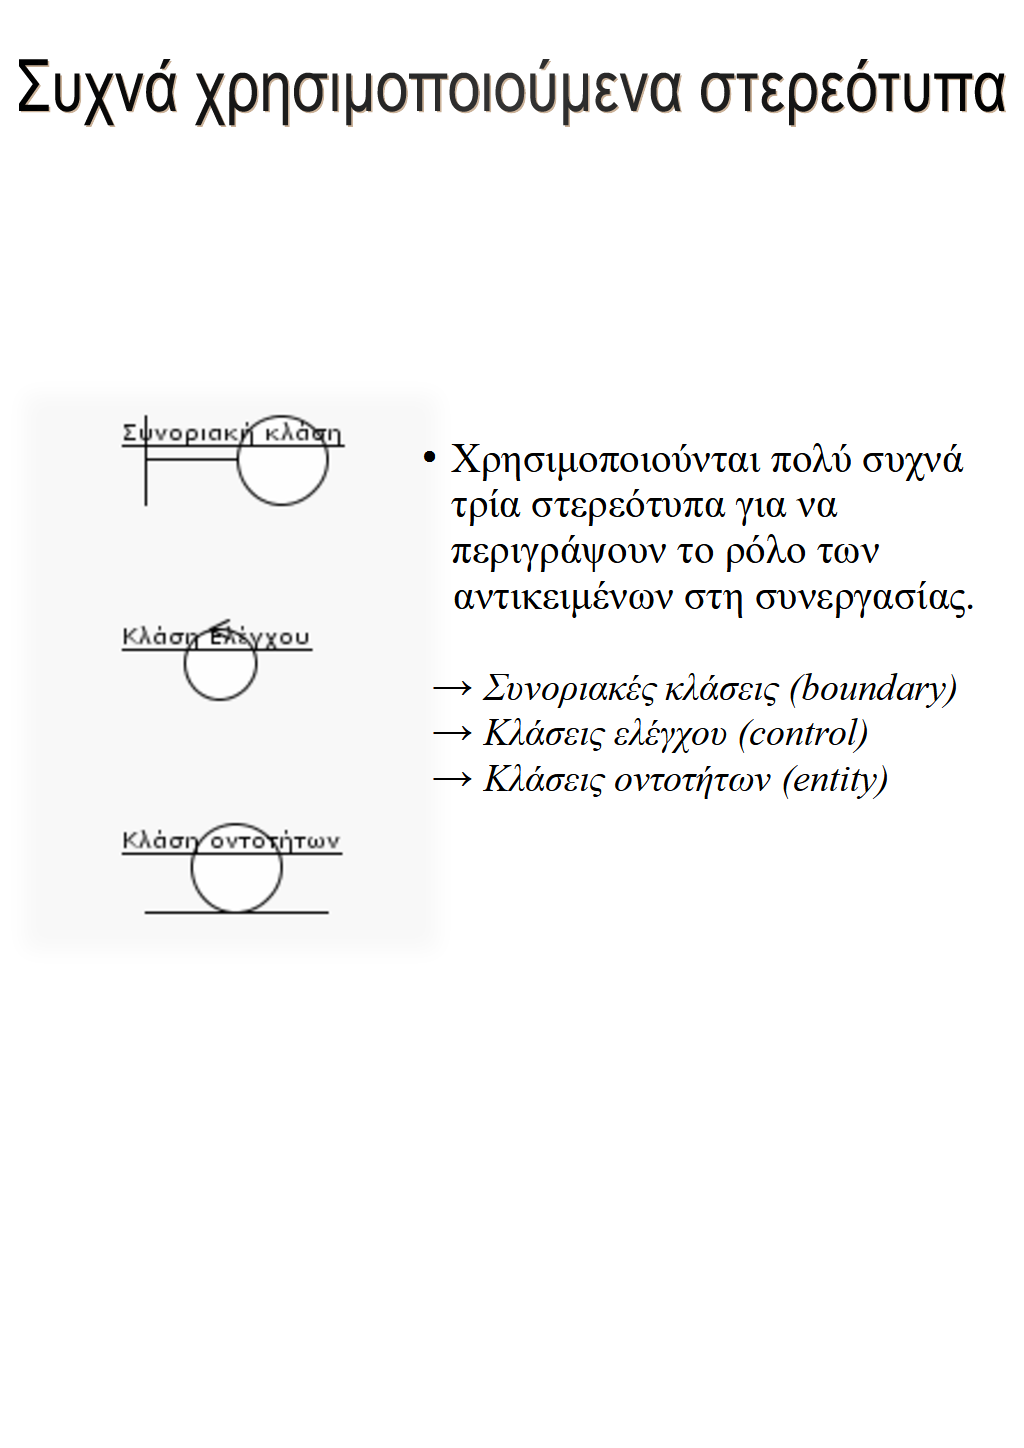 Συχνά χρησιμοποιούμενα στερεότυπα
Συνοριακή κλάση
Κλάση ελέγχου
Κλάση οντοτήτων
• Χρησιμοποιούνται πολύ συχνά
τρία στερεότυπα για να
περιγράψουν το ρόλο των
αντικειμένων στη συνεργασίας.
→ Συνοριακές κλάσεις (boundary)
→ Κλάσεις ελέγχου (control)
→ Κλάσεις οντοτήτων (entity)